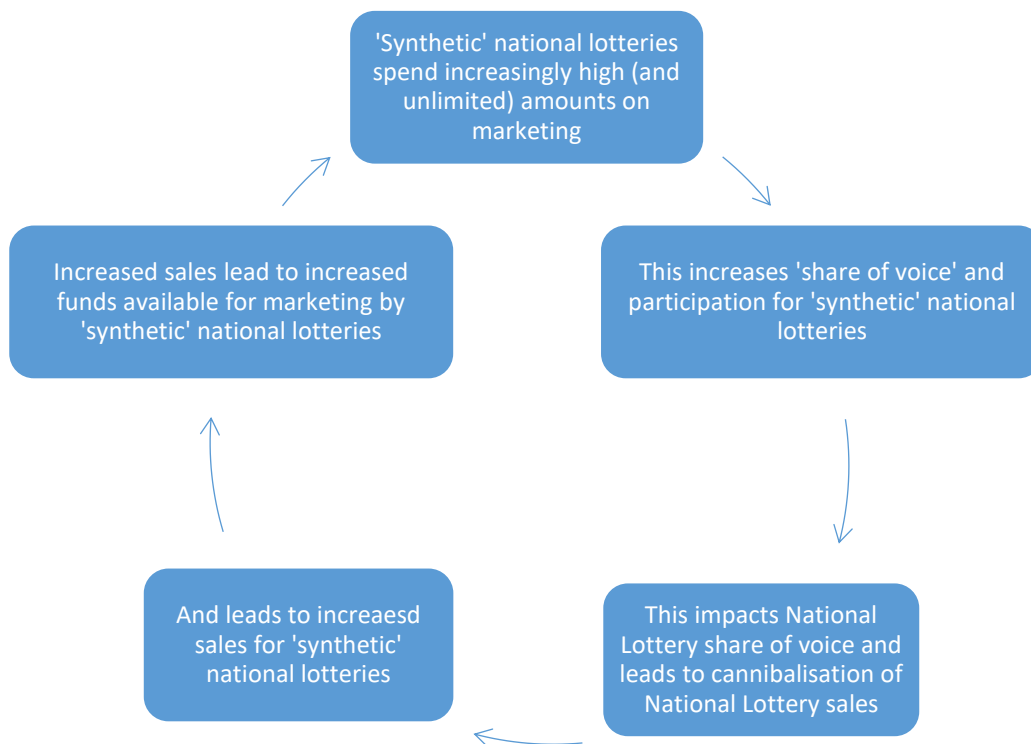 'Synthetic' national lotteries
spend increasingly high (and
unlimited) amounts on
marketing
This increases 'share of voice' and
participation for 'synthetic' national
lotteries
This impacts National
Lottery share of voice and
leads to cannibalisation of
National Lottery sales
And leads to increaesd
sales for 'synthetic'
national lotteries
Increased sales lead to increased
funds available for marketing by
'synthetic' national lotteries